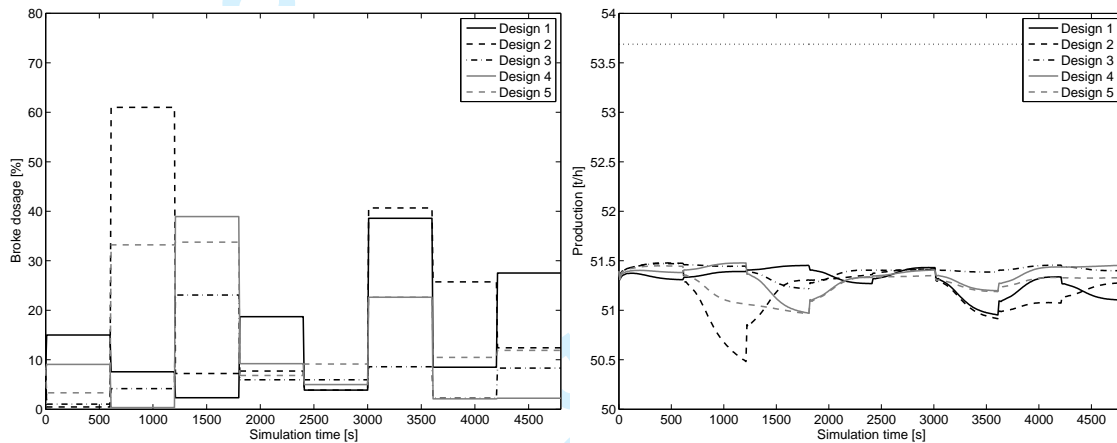 80
70
60
50
40
30
20
10
0
0 500 1000 1500 2000 2500 3000 3500 4000 4500
Broke dosage [%]
Simulation time [s]
Design 1
Design 2
Design 3
Design 4
Design 5
54
53.5
53
52.5
52
51.5
51
50.5
50
0 500 1000 1500 2000 2500 3000 3500 4000 4500
Production [t/h]
Simulation time [s]
Design 1
Design 2
Design 3
Design 4
Design 5